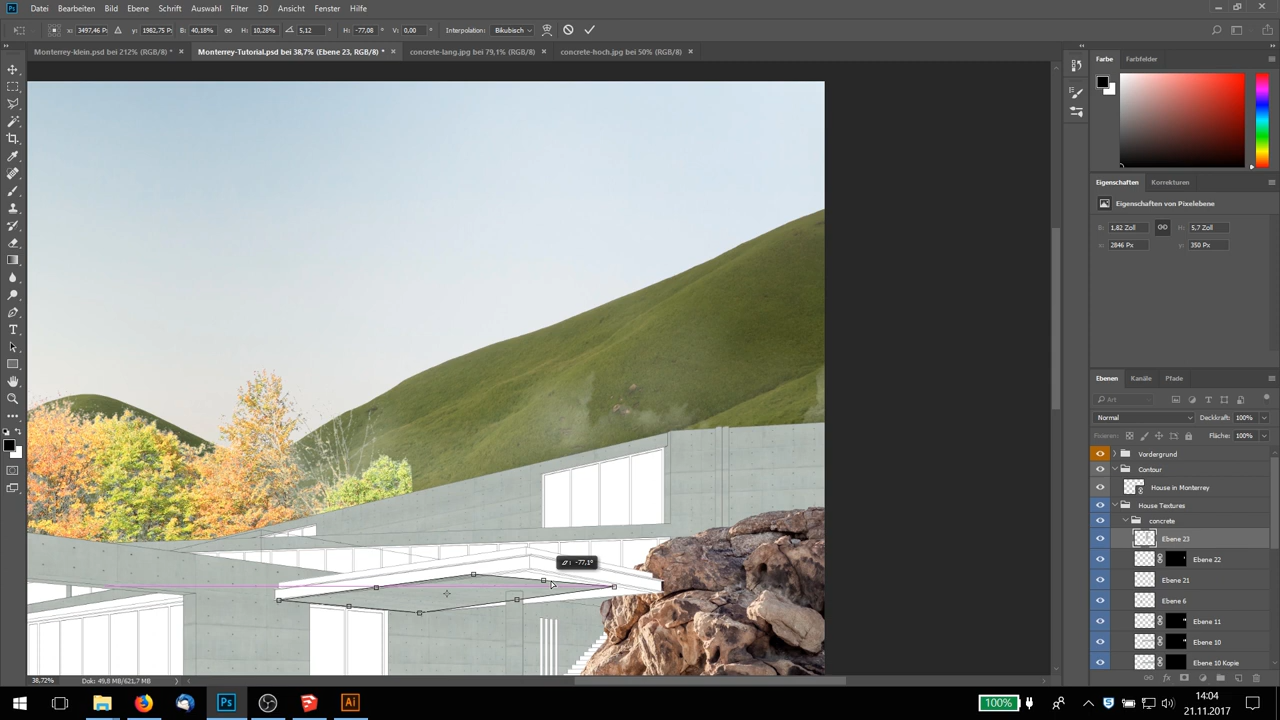 Ps Datei Bearbeiten Bild Ebene Schrift Auswahl Filter 3D Ansicht Fenster Hilfe
X: 3497,46 Px Y: 1982,75 Px B: 40,18% H: 10,28% 5,12 ° H: -77,08 ° V: 0,00 ° Interpolation: Bikubisch
Monterrey-klein.psd bei 212% (RGB/8) * × Monterrey-Tutorial.psd bei 38,7% (Ebene 23, RGB/8) * × concrete-lang.jpg bei 79,1% (RGB/8) × concrete-hoch.jpg bei 50% (RGB/8) ×
Farbe Farbfelder
Eigenschaften Korrekturen
Eigenschaften von Pixelebene
B: 1,82 Zoll H: 5,7 Zoll
X: 2846 Px Y: 350 Px
Ebenen Kanäle Pfade
Art
Normal Deckkraft: 100%
Fixieren: Fläche: 100%
Vordergrund
Contour
House in Monterrey
House Textures
concrete
Ebene 23
Ebene 22
Ebene 21
Ebene 6
Ebene 11
Ebene 10
Ebene 10 Kopie
-77,1°
38,72% Dok: 49,8 MB/621,7 MB
Ps Ai 100% 14:04
21.11.2017